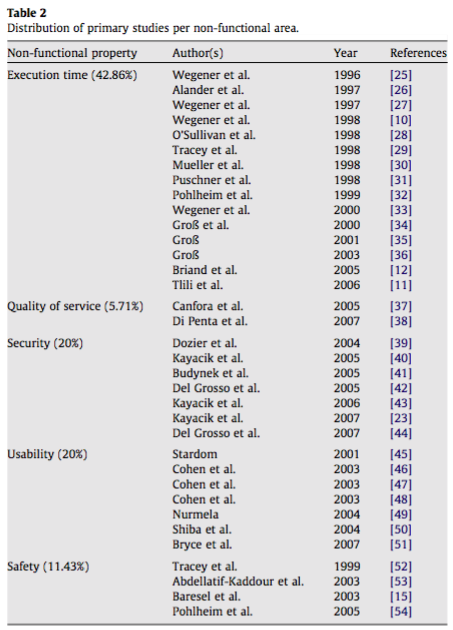 Table 2
Distribution of primary studies per non-functional area.
Non-functional property Author(s) Year References
Execution time (42.86%) Wegener et al. 1996 [25]
Alander et al. 1997 [26]
Wegener et al. 1997 [27]
Wegener et al. 1998 [10]
O'Sullivan et al. 1998 [28]
Tracey et al. 1998 [29]
Mueller et al. 1998 [30]
Puschner et al. 1998 [31]
Pohlheim et al. 1999 [32]
Wegener et al. 2000 [33]
Groß et al. 2000 [34]
Groß 2001 [35]
Groß 2003 [36]
Briand et al. 2005 [12]
Tlili et al. 2006 [11]
Quality of service (5.71%) Canfora et al. 2005 [37]
Di Penta et al. 2007 [38]
Security (20%) Dozier et al. 2004 [39]
Kayacik et al. 2005 [40]
Budynek et al. 2005 [41]
Del Grosso et al. 2005 [42]
Kayacik et al. 2006 [43]
Kayacik et al. 2007 [23]
Del Grosso et al. 2007 [44]
Usability (20%) Stardom 2001 [45]
Cohen et al. 2003 [46]
Cohen et al. 2003 [47]
Cohen et al. 2003 [48]
Nurmela 2004 [49]
Shiba et al. 2004 [50]
Bryce et al. 2007 [51]
Safety (11.43%) Tracey et al. 1999 [52]
Abdellatif-Kaddour et al. 2003 [53]
Baresel et al. 2003 [15]
Pohlheim et al. 2005 [54]